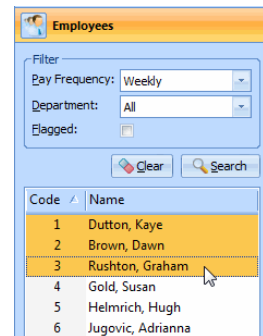 Employees
Filter
Pay Frequency: Weekly
Department: All
Flagged:
Clear Search
Code Name
1 Dutton, Kaye
2 Brown, Dawn
3 Rushton, Graham
4 Gold, Susan
5 Helmrich, Hugh
6 Jugovic, Adrianna